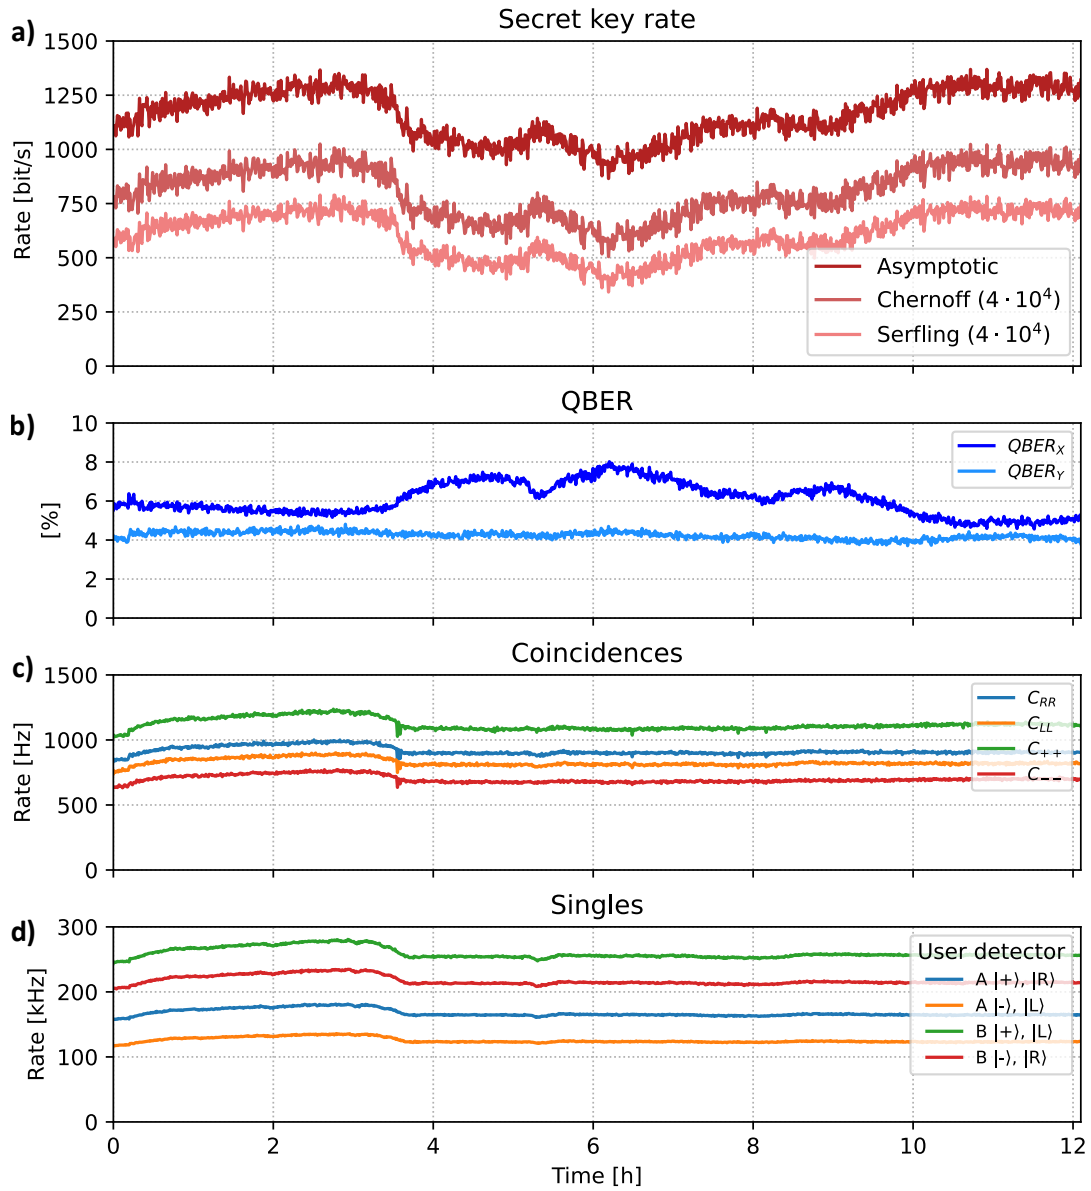 a)
Secret key rate
Rate [bit/s]
1500
1250
1000
750
500
250
0
Asymptotic
Chernoff (4 · 10⁴)
Serfling (4 · 10⁴)
b)
QBER
[%]
10
8
6
4
2
0
QBER_X
QBER_Y
c)
Coincidences
Rate [Hz]
1500
1000
500
0
C_RR
C_LL
C_++
C_−−
d)
Singles
Rate [kHz]
300
200
100
0
User detector
A |+⟩, |R⟩
A |-⟩, |L⟩
B |+⟩, |L⟩
B |-⟩, |R⟩
0 2 4 6 8 10 12
Time [h]